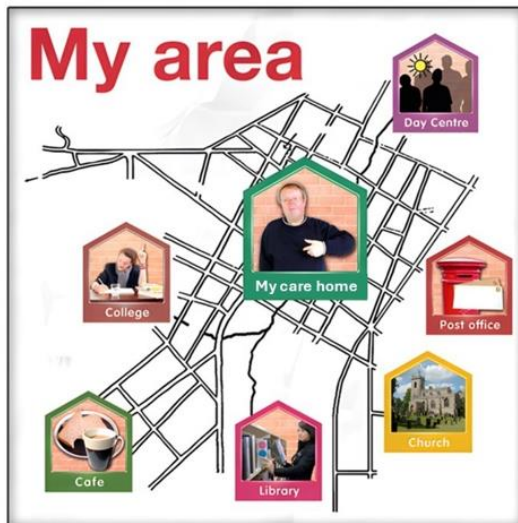 My area
Day Centre
My care home
College
Post office
Church
Cafe
Library